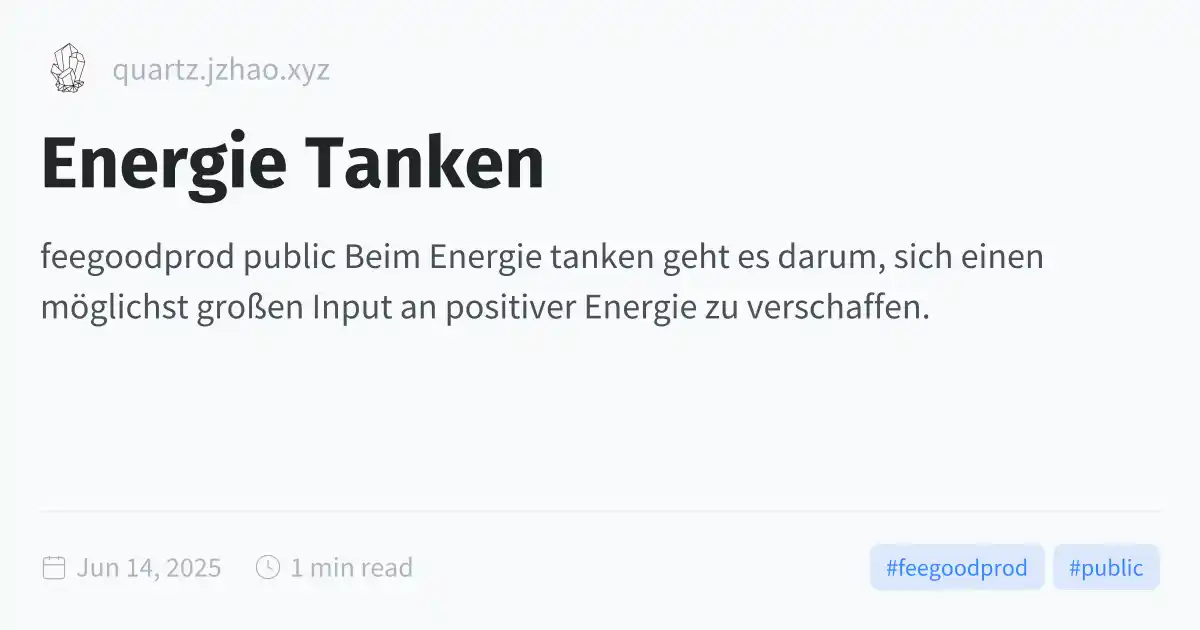 quartz.jzhao.xyz
Energie Tanken
feegoodprod public Beim Energie tanken geht es darum, sich einen
möglichst großen Input an positiver Energie zu verschaffen.
Jun 14, 2025 1 min read #feegoodprod #public